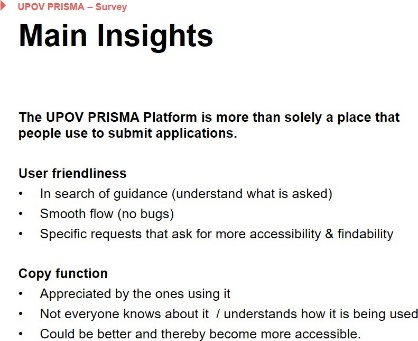 UPOV PRISMA – Survey
Main Insights
The UPOV PRISMA Platform is more than solely a place that
people use to submit applications.
User friendliness
• In search of guidance (understand what is asked)
• Smooth flow (no bugs)
• Specific requests that ask for more accessibility & findability
Copy function
• Appreciated by the ones using it
• Not everyone knows about it / understands how it is being used
• Could be better and thereby become more accessible.